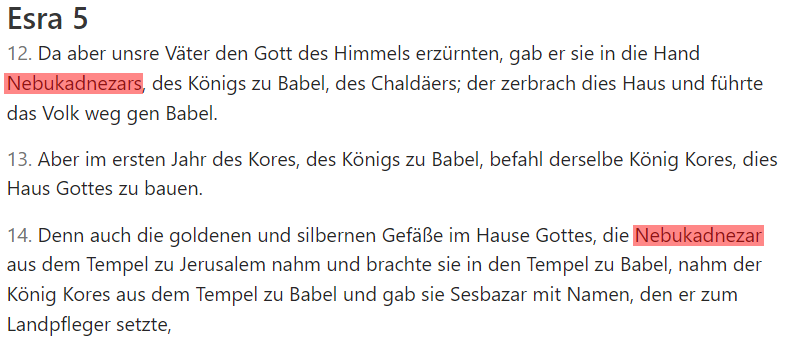 Esra 5
12. Da aber unsre Väter den Gott des Himmels erzürnten, gab er sie in die Hand
Nebukadnezars, des Königs zu Babel, des Chaldäers; der zerbrach dies Haus und führte
das Volk weg gen Babel.
13. Aber im ersten Jahr des Kores, des Königs zu Babel, befahl derselbe König Kores, dies
Haus Gottes zu bauen.
14. Denn auch die goldenen und silbernen Gefäße im Hause Gottes, die Nebukadnezar
aus dem Tempel zu Jerusalem nahm und brachte sie in den Tempel zu Babel, nahm der
König Kores aus dem Tempel zu Babel und gab sie Sesbazar mit Namen, den er zum
Landpfleger setzte,